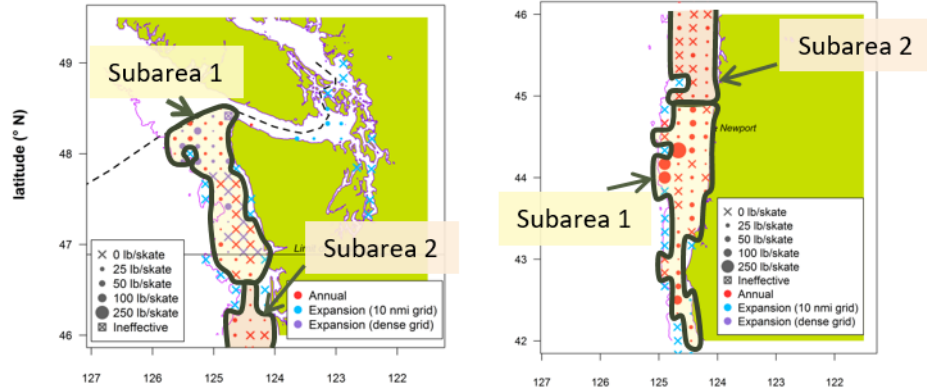 49
48
47
46
latitude (° N)
127
126
125
124
123
122
Subarea 1
Subarea 2
0 lb/skate
25 lb/skate
50 lb/skate
100 lb/skate
250 lb/skate
Ineffective
Annual
Expansion (10 nmi grid)
Expansion (dense grid)
46
45
44
43
42
127
126
125
124
123
122
Subarea 2
Newport
Subarea 1
0 lb/skate
25 lb/skate
50 lb/skate
100 lb/skate
250 lb/skate
Ineffective
Annual
Expansion (10 nmi grid)
Expansion (dense grid)